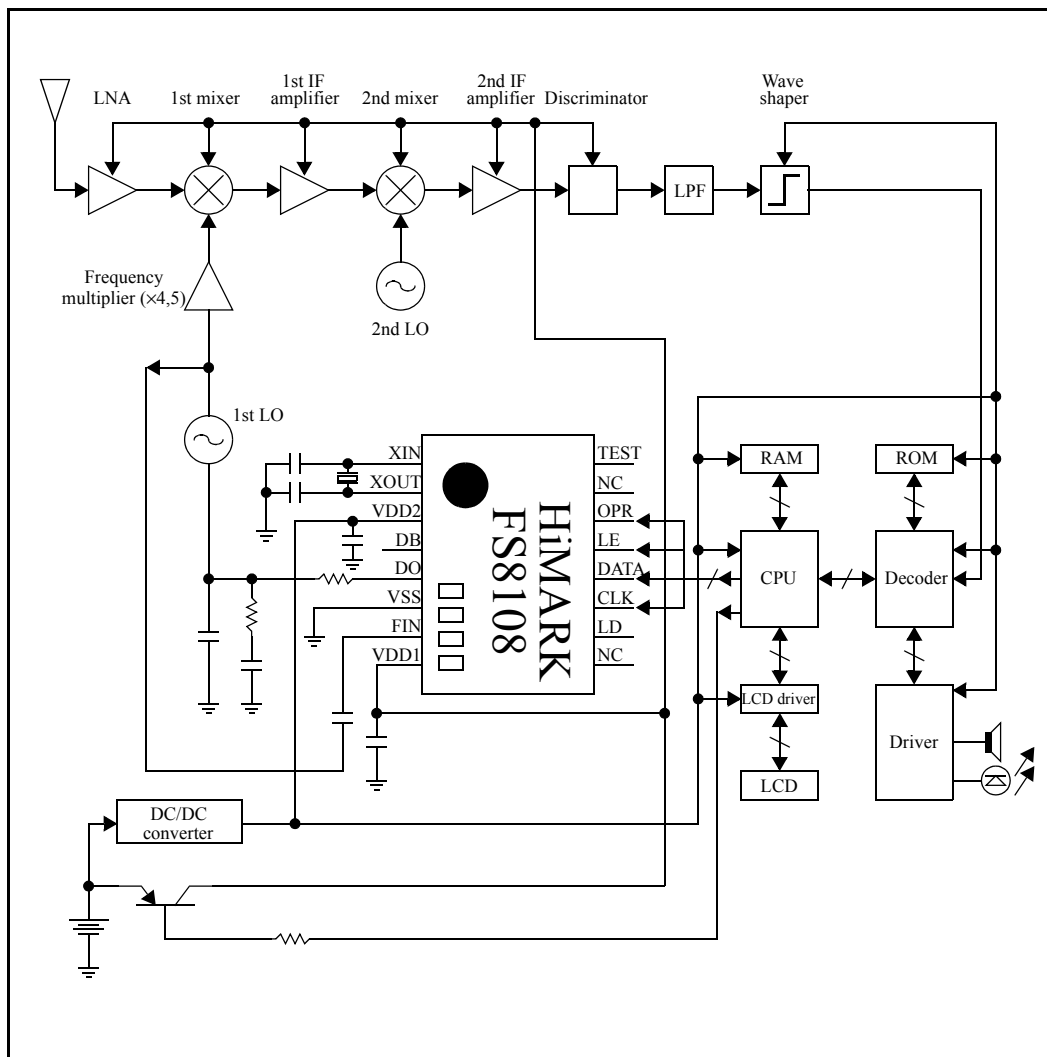 LNA
1st mixer
1st IF
amplifier
2nd mixer
2nd IF
amplifier
Discriminator
Wave
shaper
LPF
Frequency
multiplier (×4,5)
2nd LO
1st LO
XIN
XOUT
VDD2
DB
DO
VSS
FIN
VDD1
HiMARK
FS8108
TEST
NC
OPR
LE
DATA
CLK
LD
NC
RAM
ROM
CPU
Decoder
LCD driver
Driver
LCD
DC/DC
converter